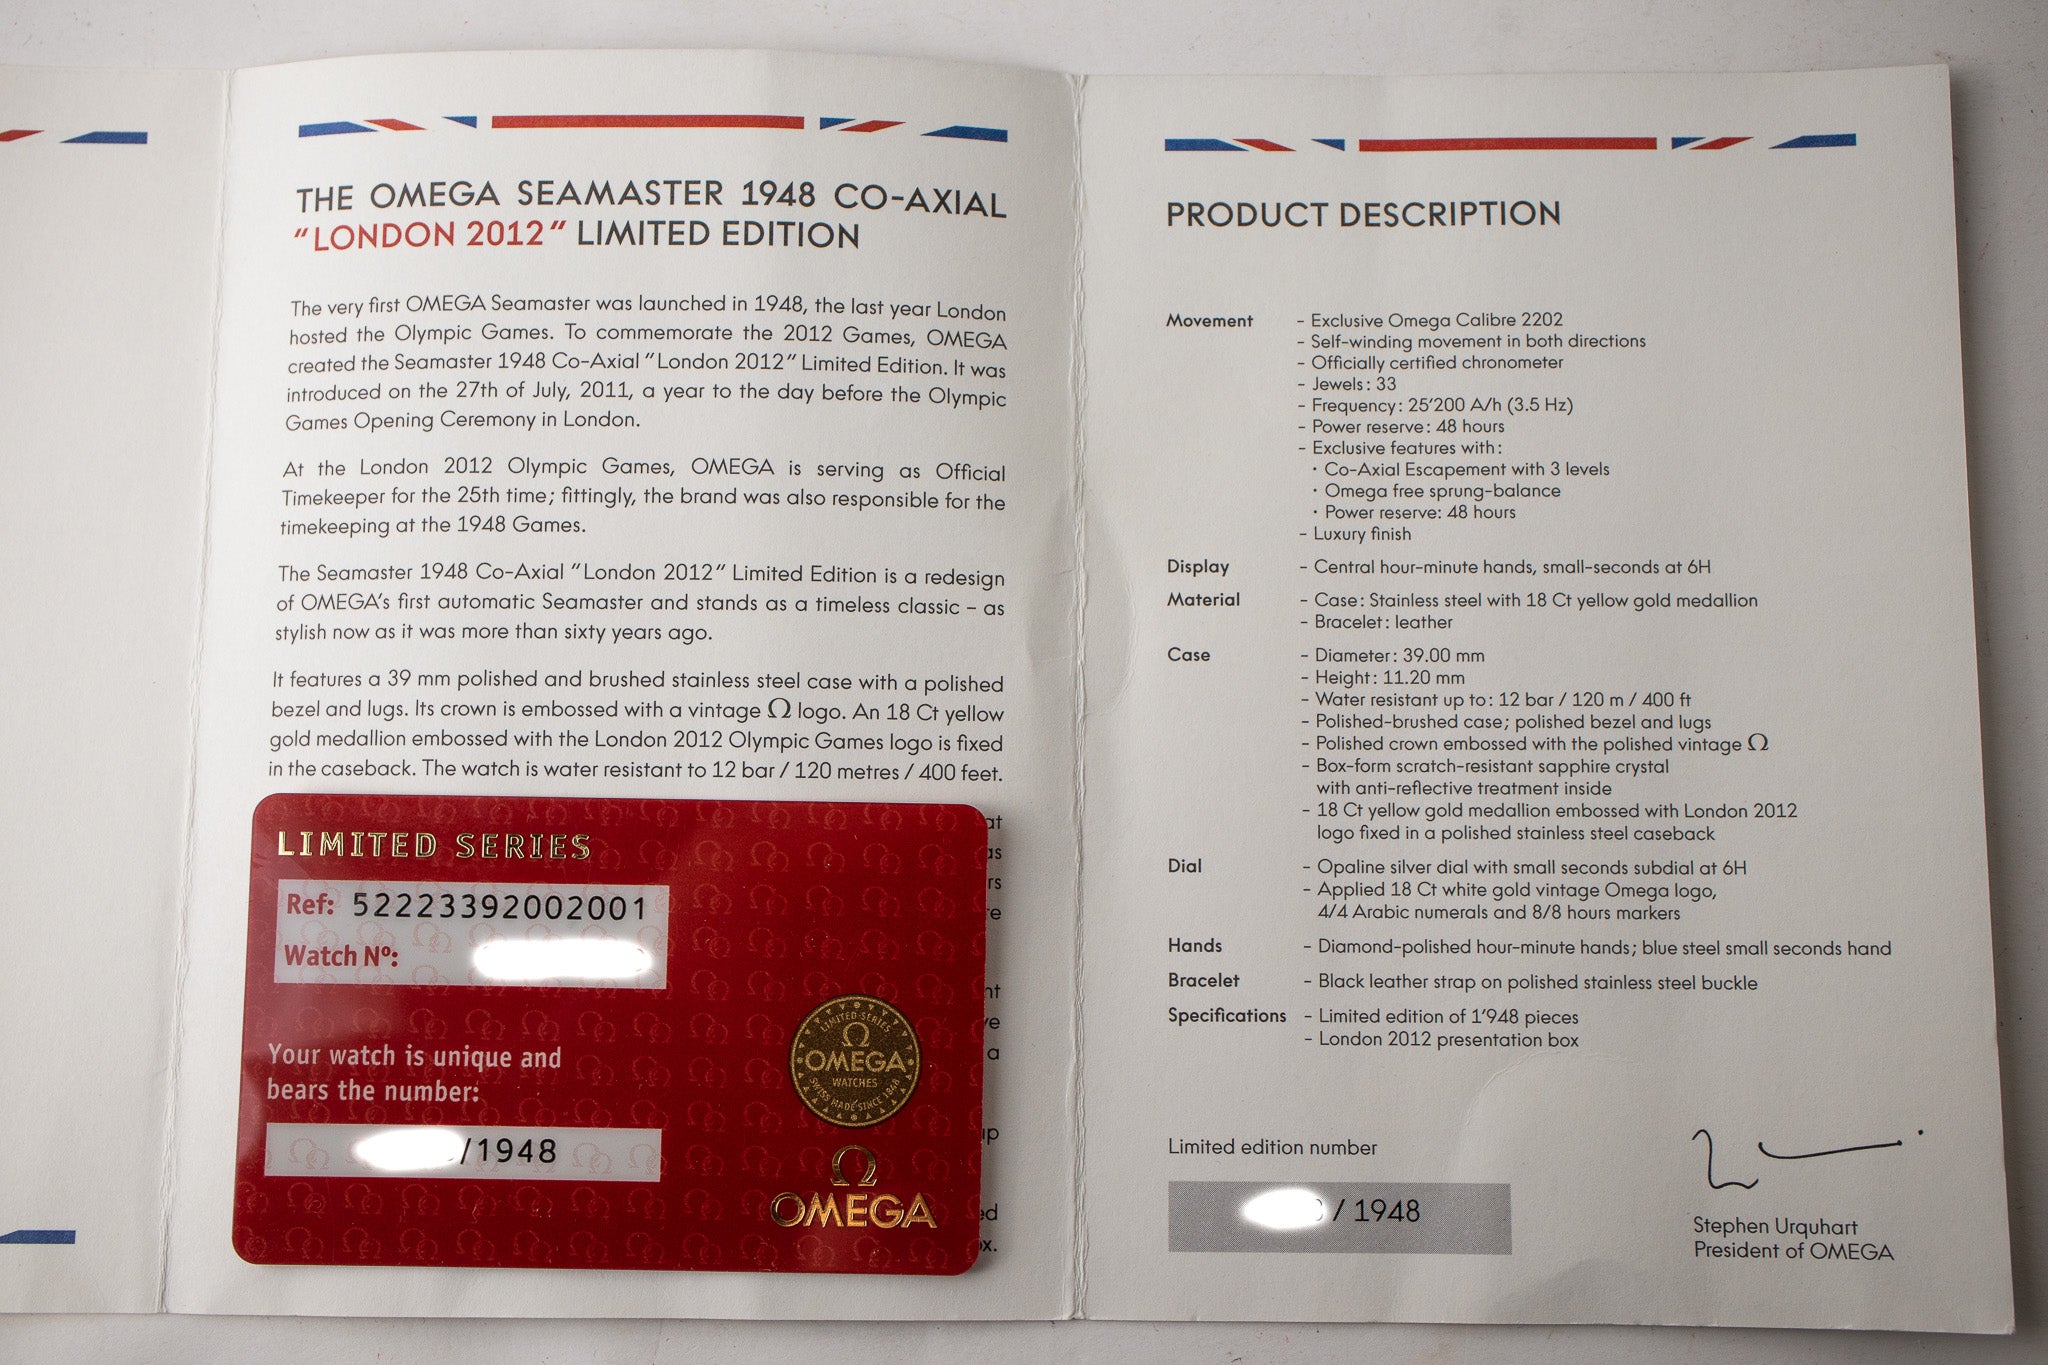 THE OMEGA SEAMASTER 1948 CO-AXIAL
"LONDON 2012" LIMITED EDITION
The very first OMEGA Seamaster was launched in 1948, the last year London
hosted the Olympic Games. To commemorate the 2012 Games, OMEGA
created the Seamaster 1948 Co-Axial "London 2012" Limited Edition. It was
introduced on the 27th of July, 2011, a year to the day before the Olympic
Games Opening Ceremony in London.
At the London 2012 Olympic Games, OMEGA is serving as Official
Timekeeper for the 25th time; fittingly, the brand was also responsible for the
timekeeping at the 1948 Games.
The Seamaster 1948 Co-Axial "London 2012" Limited Edition is a redesign
of OMEGA's first automatic Seamaster and stands as a timeless classic – as
stylish now as it was more than sixty years ago.
It features a 39 mm polished and brushed stainless steel case with a polished
bezel and lugs. Its crown is embossed with a vintage Ω logo. An 18 Ct yellow
gold medallion embossed with the London 2012 Olympic Games logo is fixed
in the caseback. The watch is water resistant to 12 bar / 120 metres / 400 feet.
LIMITED SERIES
Ref: 52223392002001
Watch Nº:
Your watch is unique and
bears the number:
/1948
LIMITED SERIES
Ω
OMEGA
WATCHES
SWISS MADE SINCE 1848
Ω
OMEGA
PRODUCT DESCRIPTION
Movement - Exclusive Omega Calibre 2202
- Self-winding movement in both directions
- Officially certified chronometer
- Jewels: 33
- Frequency: 25'200 A/h (3.5 Hz)
- Power reserve: 48 hours
- Exclusive features with:
· Co-Axial Escapement with 3 levels
· Omega free sprung-balance
· Power reserve: 48 hours
- Luxury finish
Display - Central hour-minute hands, small-seconds at 6H
Material - Case: Stainless steel with 18 Ct yellow gold medallion
- Bracelet: leather
Case - Diameter: 39.00 mm
- Height: 11.20 mm
- Water resistant up to: 12 bar / 120 m / 400 ft
- Polished-brushed case; polished bezel and lugs
- Polished crown embossed with the polished vintage Ω
- Box-form scratch-resistant sapphire crystal
with anti-reflective treatment inside
- 18 Ct yellow gold medallion embossed with London 2012
logo fixed in a polished stainless steel caseback
Dial - Opaline silver dial with small seconds subdial at 6H
- Applied 18 Ct white gold vintage Omega logo,
4/4 Arabic numerals and 8/8 hours markers
Hands - Diamond-polished hour-minute hands; blue steel small seconds hand
Bracelet - Black leather strap on polished stainless steel buckle
Specifications - Limited edition of 1'948 pieces
- London 2012 presentation box
Limited edition number
/ 1948
Stephen Urquhart
President of OMEGA